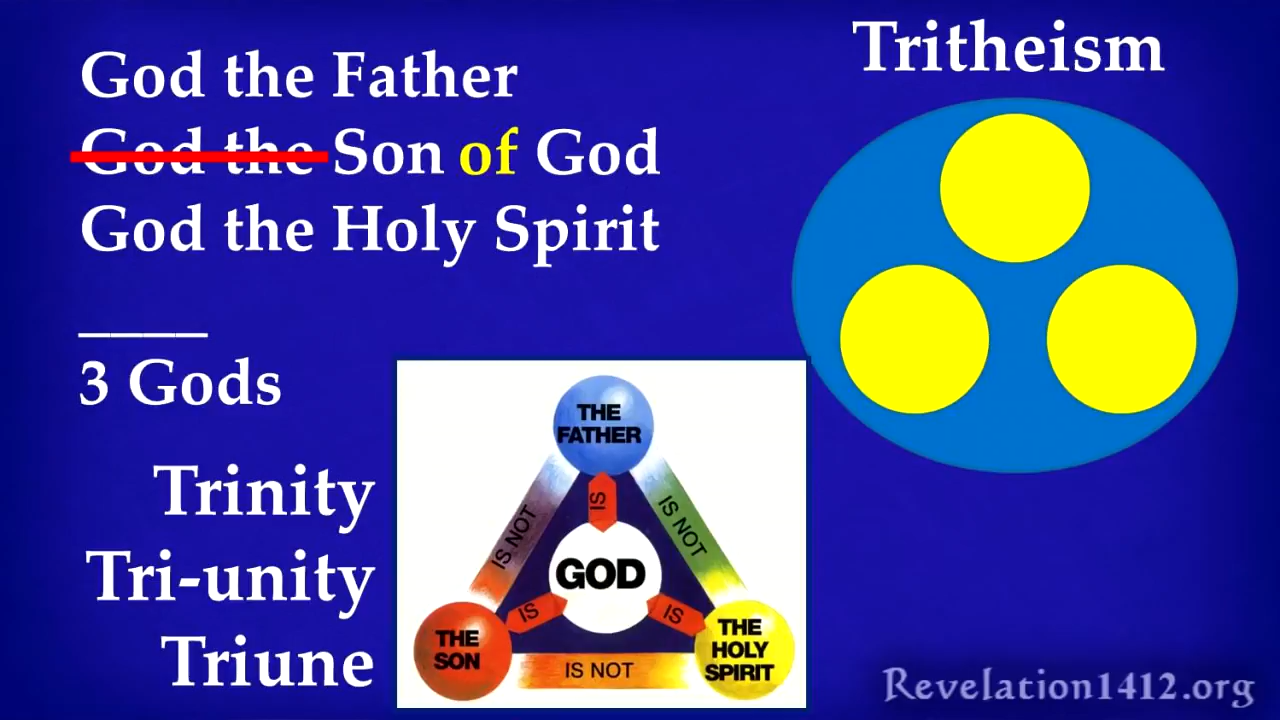 God the Father
God the Son of God
God the Holy Spirit
____
3 Gods
Trinity
Tri-unity
Triune
Tritheism
THE
FATHER
IS NOT
IS
IS NOT
GOD
IS
IS
THE
SON
IS NOT
THE
HOLY
SPIRIT
Revelation1412.org